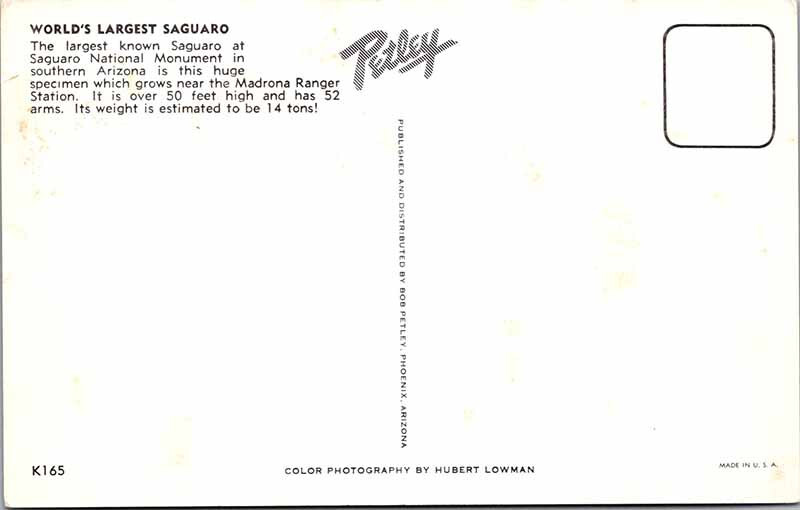 WORLD'S LARGEST SAGUARO
The largest known Saguaro at
Saguaro National Monument in
southern Arizona is this huge
specimen which grows near the Madrona Ranger
Station. It is over 50 feet high and has 52
arms. Its weight is estimated to be 14 tons!
Petley
PUBLISHED AND DISTRIBUTED BY BOB PETLEY, PHOENIX, ARIZONA
K165
COLOR PHOTOGRAPHY BY HUBERT LOWMAN
MADE IN U. S. A.